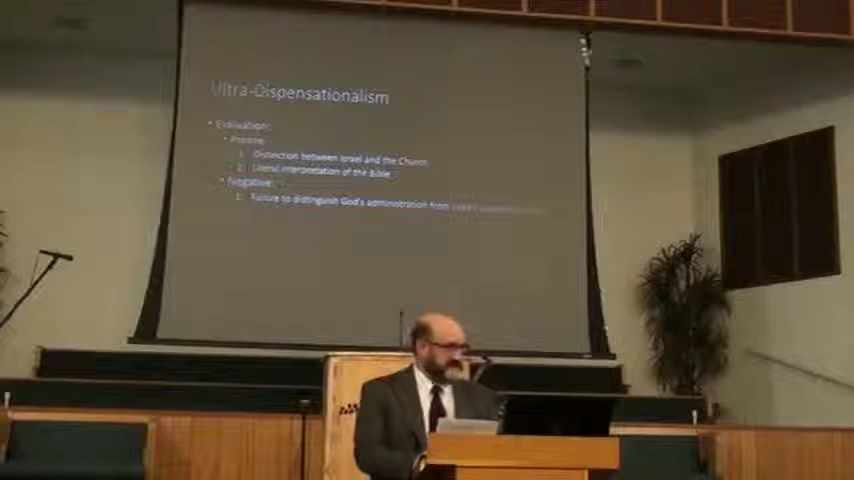 Ultra-Dispensationalism
• Evaluation:
• Positive:
1. Distinction between Israel and the Church
2. Literal interpretation of the Bible
• Negative:
1. Failure to distinguish God's administration from